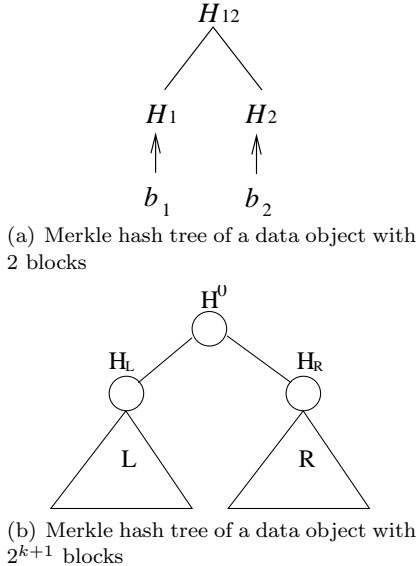 H12
H1 H2
b1 b2
(a) Merkle hash tree of a data object with
2 blocks
H0
HL HR
L R
(b) Merkle hash tree of a data object with
2^{k+1} blocks